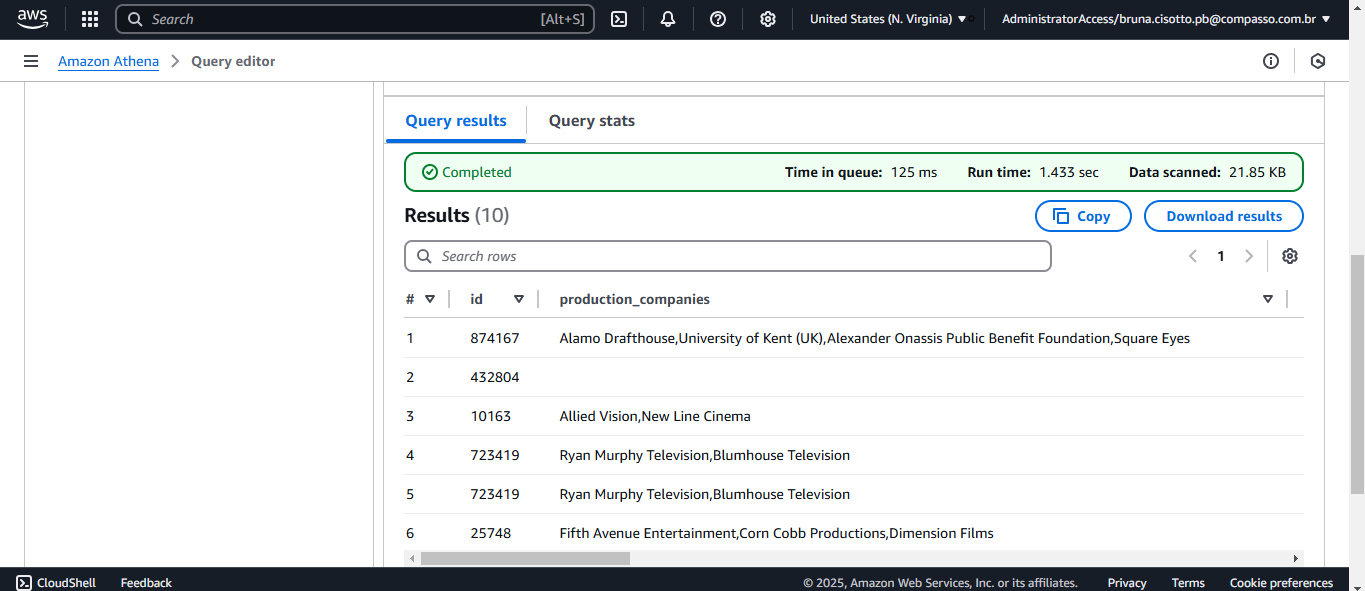 aws Search [Alt+S] United States (N. Virginia) AdministratorAccess/bruna.cisotto.pb@compasso.com.br
Amazon Athena Query editor
Query results Query stats
Completed Time in queue: 125 ms Run time: 1.433 sec Data scanned: 21.85 KB
Results (10) Copy Download results
Search rows 1
# id production_companies
1 874167 Alamo Drafthouse,University of Kent (UK),Alexander Onassis Public Benefit Foundation,Square Eyes
2 432804
3 10163 Allied Vision,New Line Cinema
4 723419 Ryan Murphy Television,Blumhouse Television
5 723419 Ryan Murphy Television,Blumhouse Television
6 25748 Fifth Avenue Entertainment,Corn Cobb Productions,Dimension Films
CloudShell Feedback © 2025, Amazon Web Services, Inc. or its affiliates. Privacy Terms Cookie preferences